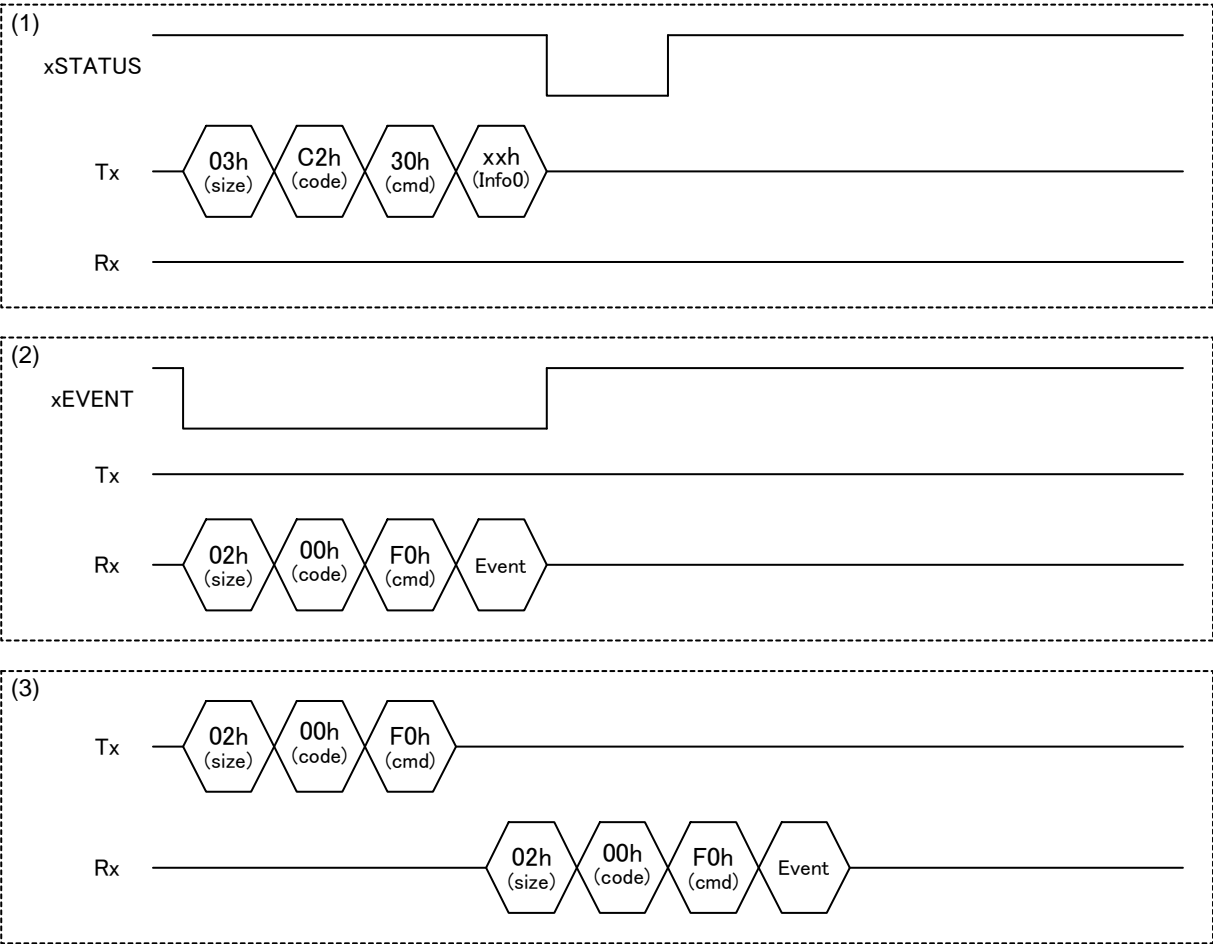 (1)
xSTATUS
Tx
03h
(size)
C2h
(code)
30h
(cmd)
xxh
(Info0)
Rx
(2)
xEVENT
Tx
Rx
02h
(size)
00h
(code)
F0h
(cmd)
Event
(3)
Tx
02h
(size)
00h
(code)
F0h
(cmd)
Rx
02h
(size)
00h
(code)
F0h
(cmd)
Event